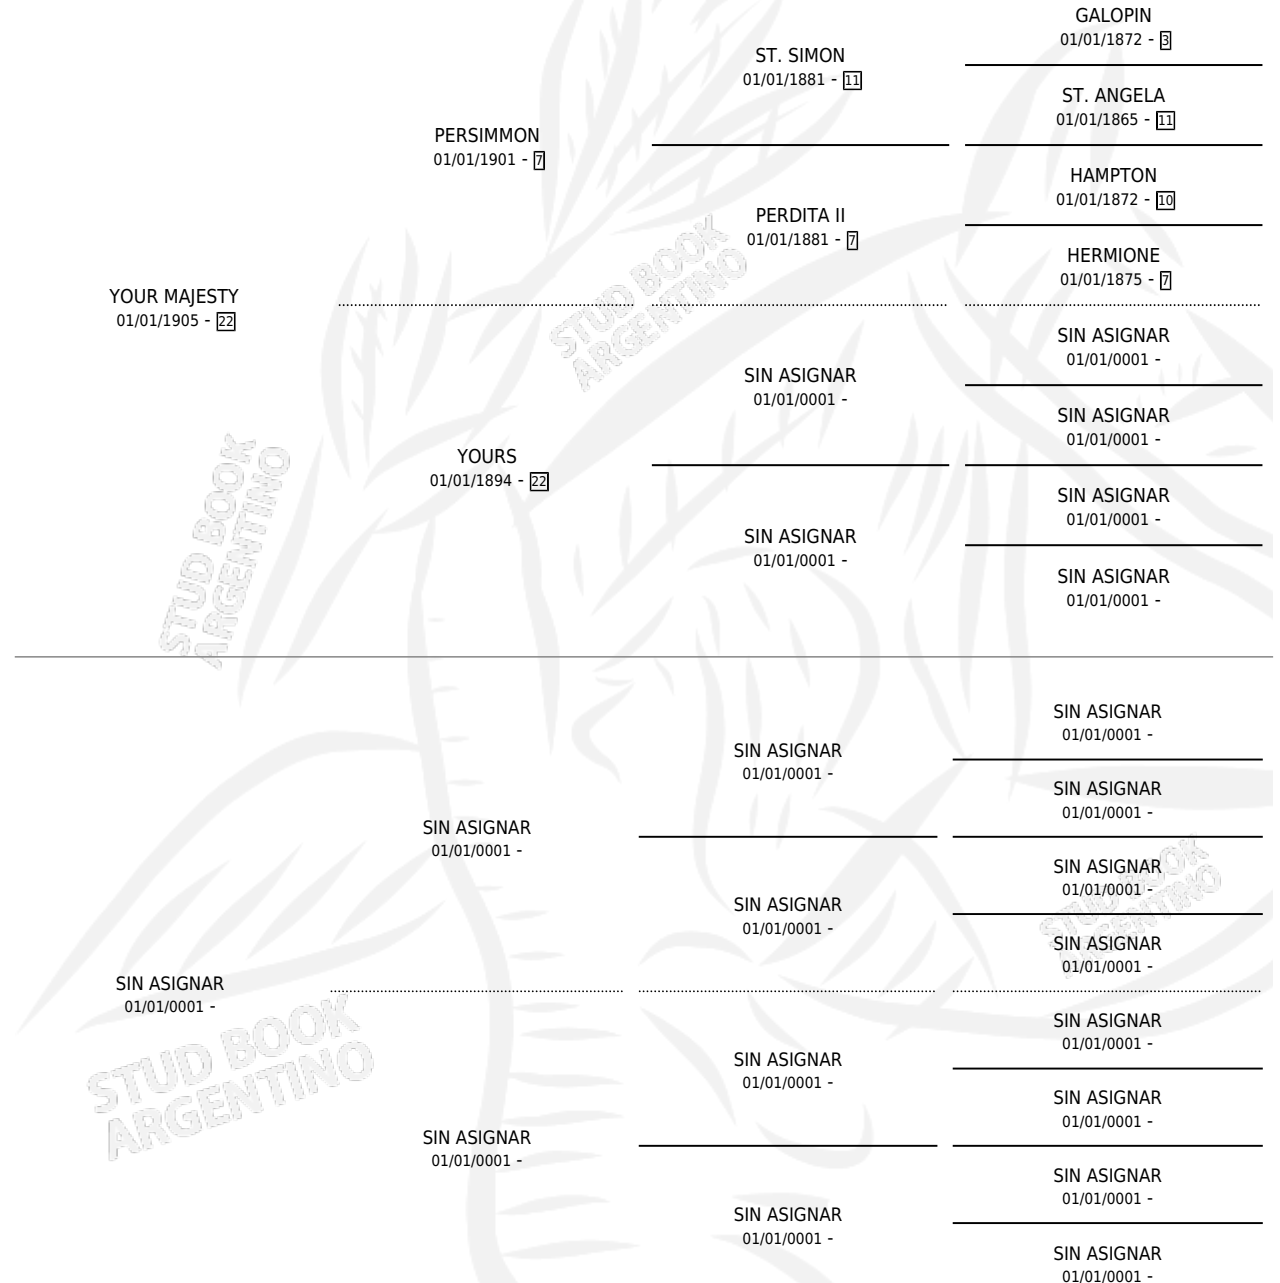 GALOPIN
01/01/1872 - 3
ST. SIMON
01/01/1881 - 11
ST. ANGELA
01/01/1865 - 11
PERSIMMON
01/01/1901 - 7
HAMPTON
01/01/1872 - 10
PERDITA II
01/01/1881 - 7
HERMIONE
01/01/1875 - 7
YOUR MAJESTY
01/01/1905 - 22
SIN ASIGNAR
01/01/0001 -
SIN ASIGNAR
01/01/0001 -
SIN ASIGNAR
01/01/0001 -
YOURS
01/01/1894 - 22
SIN ASIGNAR
01/01/0001 -
SIN ASIGNAR
01/01/0001 -
SIN ASIGNAR
01/01/0001 -
STUD BOOK
ARGENTINO
STUD BOOK
ARGENTINO
SIN ASIGNAR
01/01/0001 -
SIN ASIGNAR
01/01/0001 -
SIN ASIGNAR
01/01/0001 -
SIN ASIGNAR
01/01/0001 -
SIN ASIGNAR
01/01/0001 -
SIN ASIGNAR
01/01/0001 -
SIN ASIGNAR
01/01/0001 -
SIN ASIGNAR
01/01/0001 -
SIN ASIGNAR
01/01/0001 -
SIN ASIGNAR
01/01/0001 -
SIN ASIGNAR
01/01/0001 -
SIN ASIGNAR
01/01/0001 -
SIN ASIGNAR
01/01/0001 -
SIN ASIGNAR
01/01/0001 -
SIN ASIGNAR
01/01/0001 -
STUD BOOK
ARGENTINO
STUD BOOK
ARGENTINO